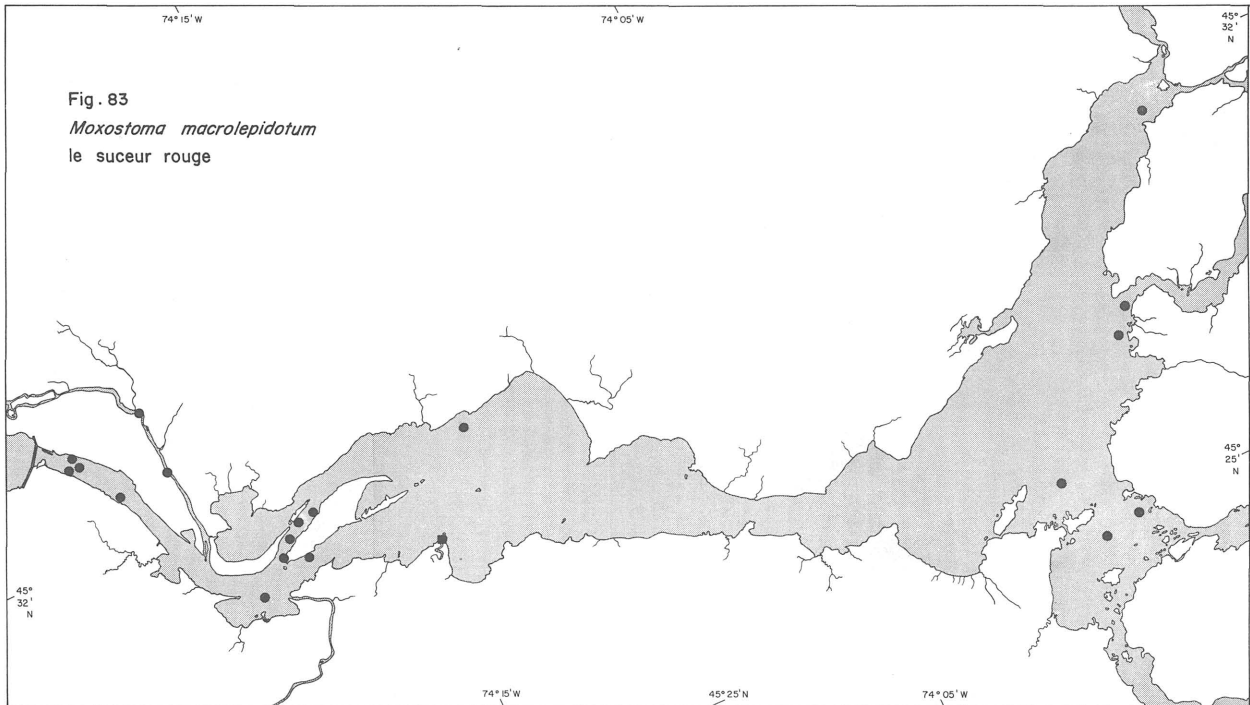 74° 15' W
74° 05' W
45°
32'
N
Fig. 83
Moxostoma macrolepidotum
le suceur rouge
45°
25'
N
45°
32'
N
74° 15' W
45° 25' N
74° 05' W